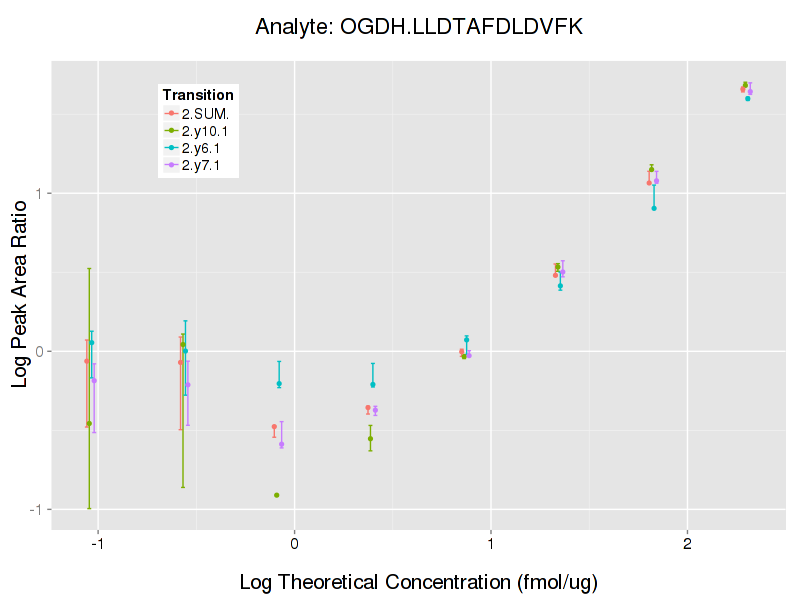 Analyte: OGDH.LLDTAFDLDVFK
Log Peak Area Ratio
Transition
2.SUM.
2.y10.1
2.y6.1
2.y7.1
1
0
-1
-1 0 1 2
Log Theoretical Concentration (fmol/ug)